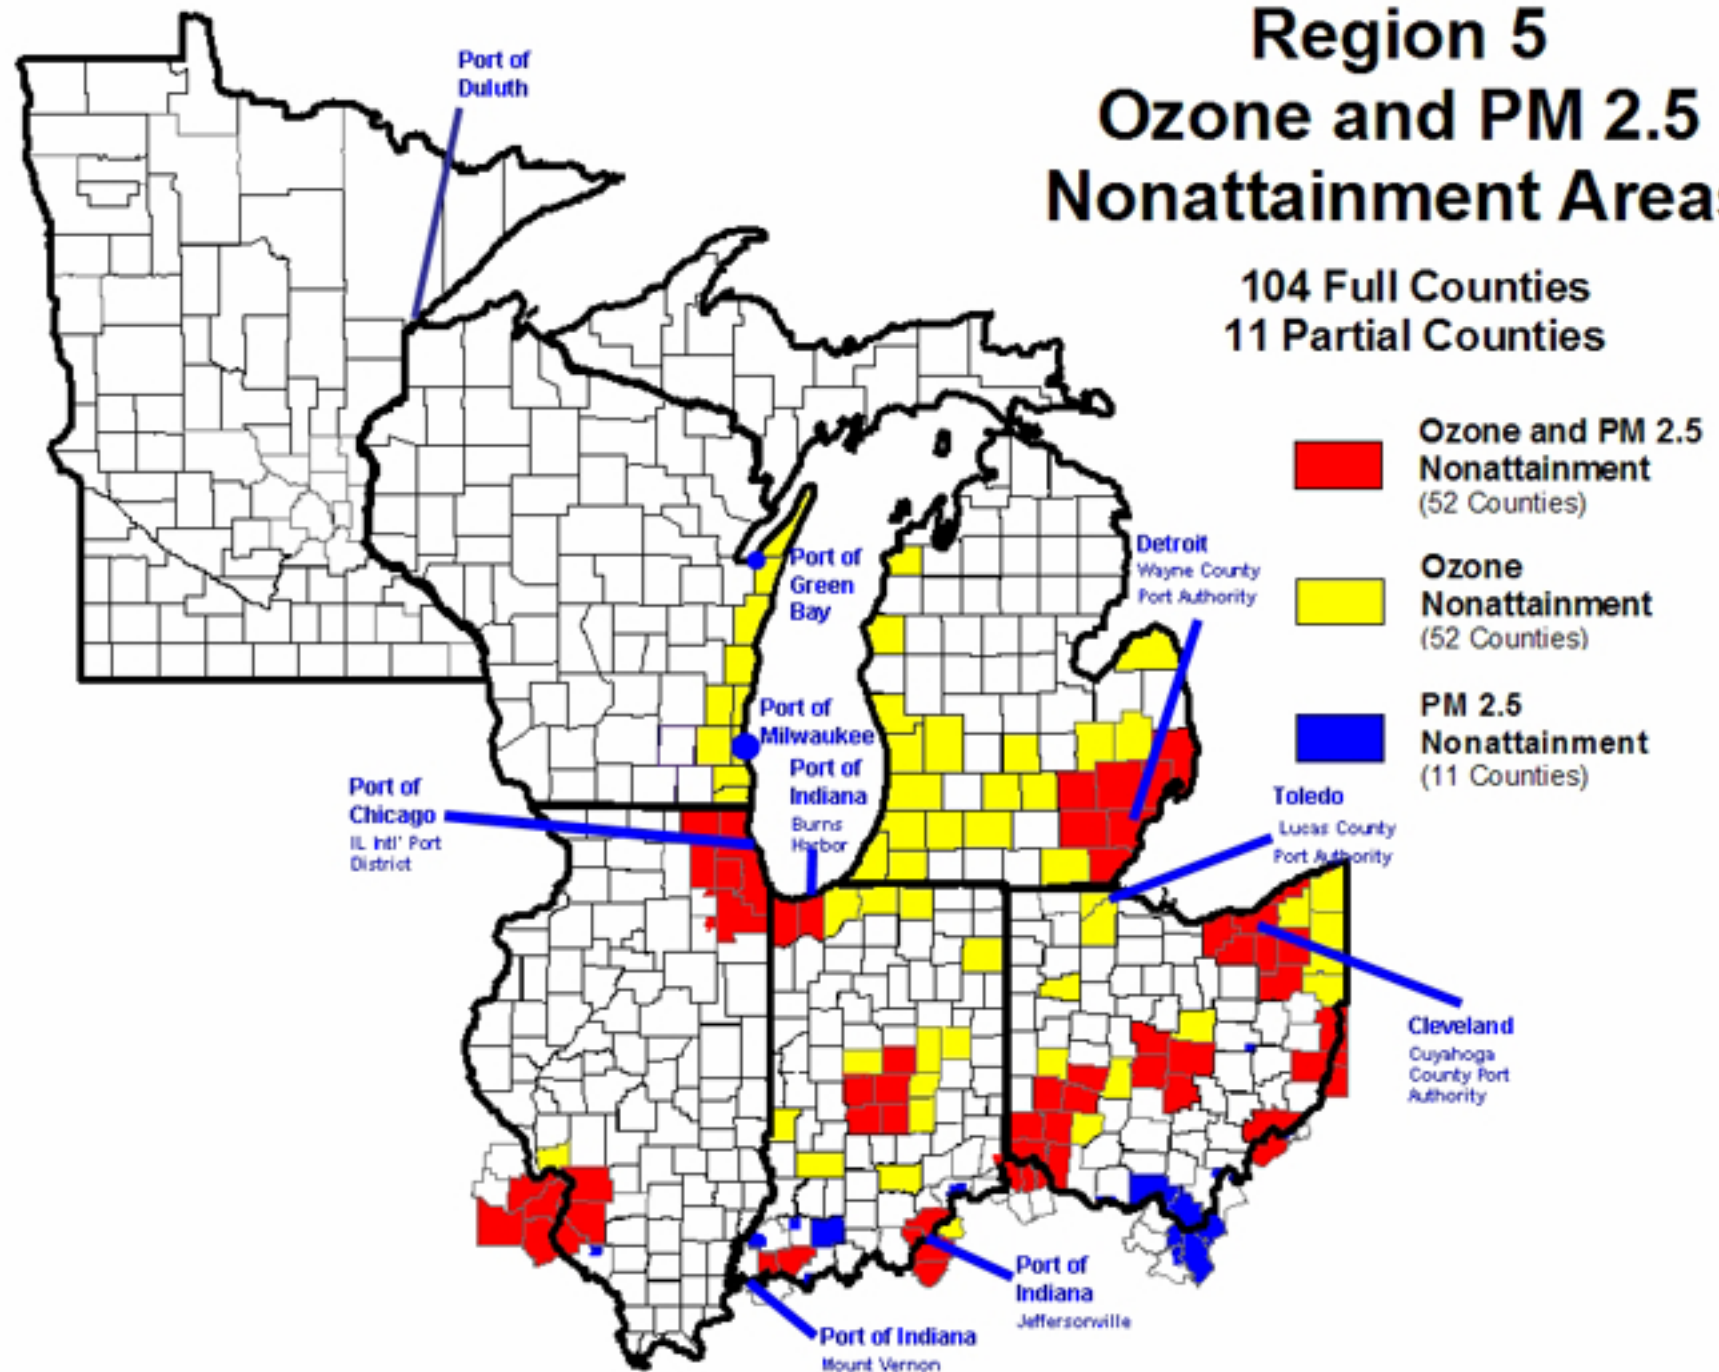 Region 5
Ozone and PM 2.5
Nonattainment Areas
104 Full Counties
11 Partial Counties
Ozone and PM 2.5
Nonattainment
(52 Counties)
Ozone
Nonattainment
(52 Counties)
PM 2.5
Nonattainment
(11 Counties)
Port of
Duluth
Port of
Green
Bay
Detroit
Wayne County
Port Authority
Port of
Milwaukee
Port of
Indiana
Burns
Harbor
Port of
Chicago
IL Intl' Port
District
Toledo
Lucas County
Port Authority
Cleveland
Cuyahoga
County Port
Authority
Port of
Indiana
Jeffersonville
Port of Indiana
Mount Vernon